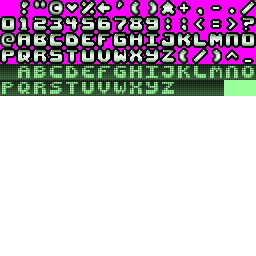 !"©♥%←'()♠+,-./
0123456789:;<=>?
@ABCDEFGHIJKLMNO
PQRSTUVWXYZ(/)^_
ABCDEFGHIJKLMNO
PQRSTUVWXYZ